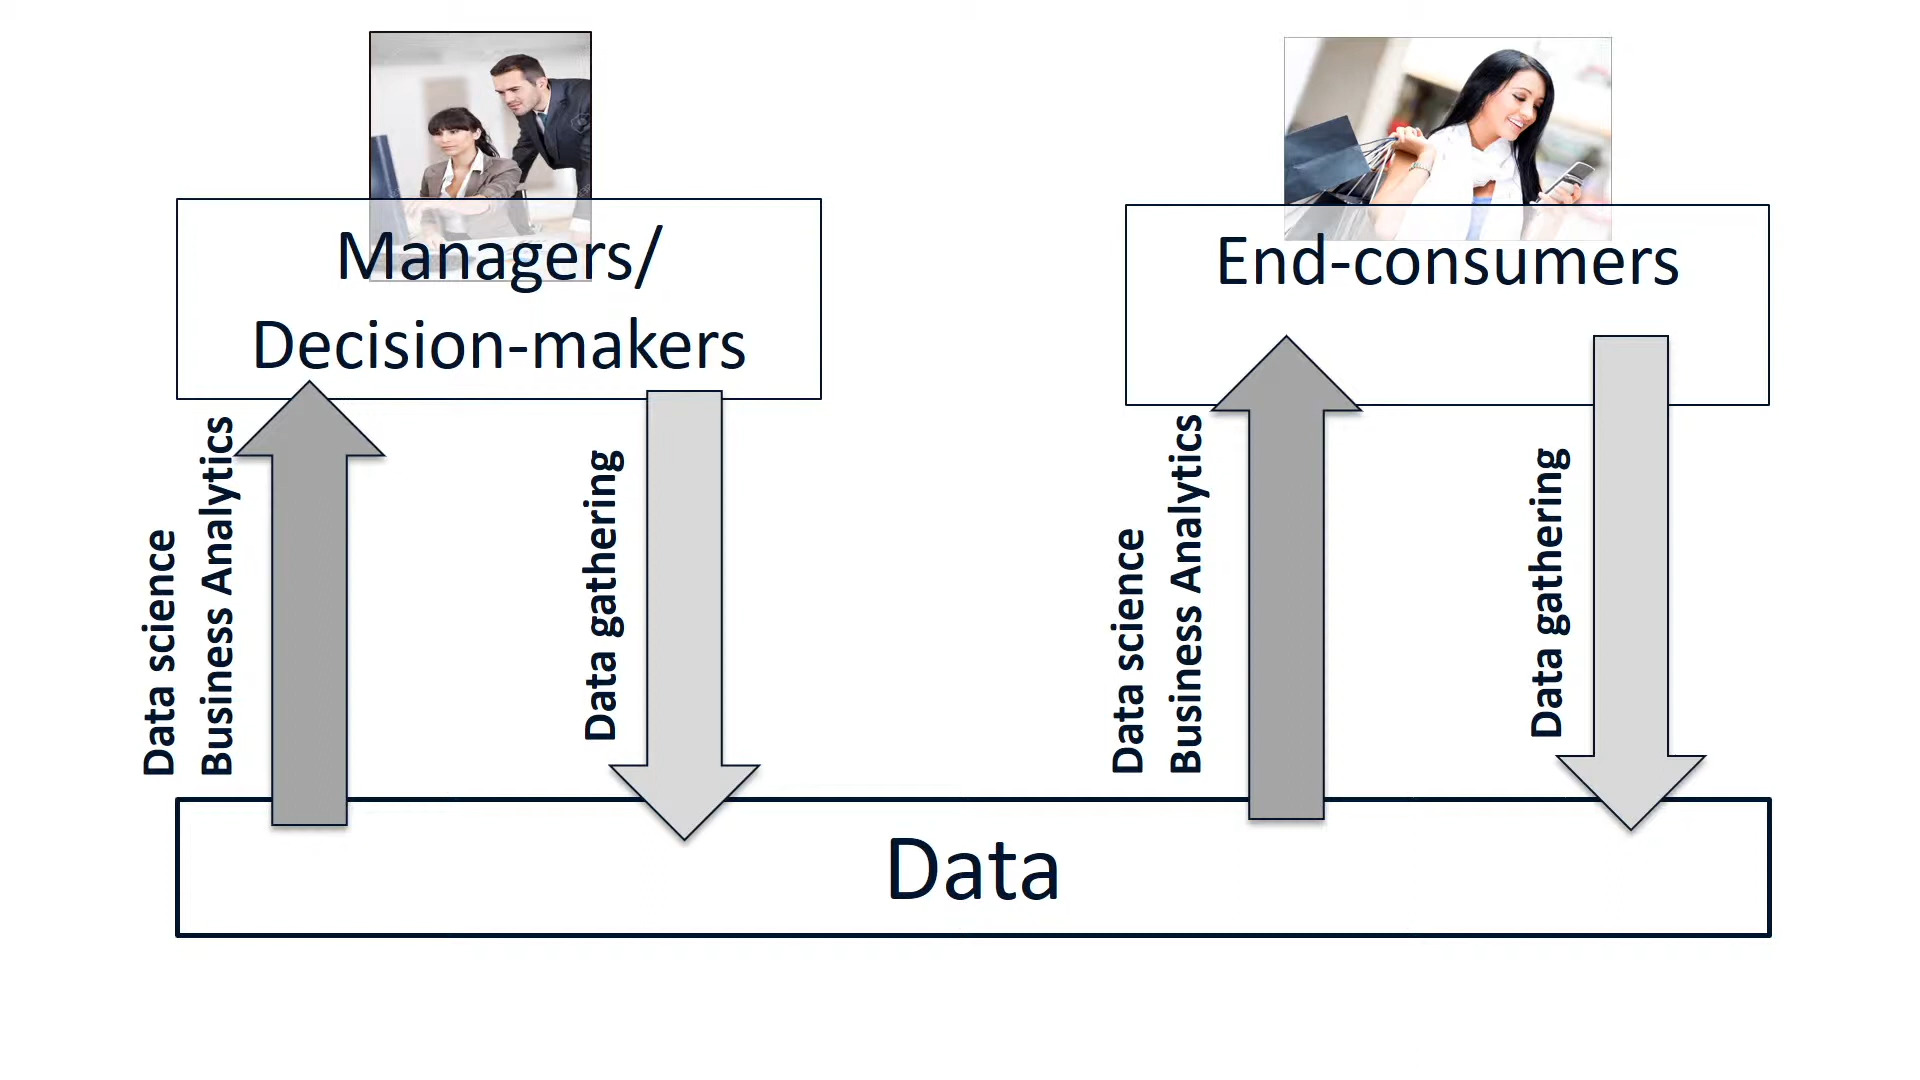 Managers/
Decision-makers
End-consumers
Data science
Business Analytics
Data gathering
Data science
Business Analytics
Data gathering
Data